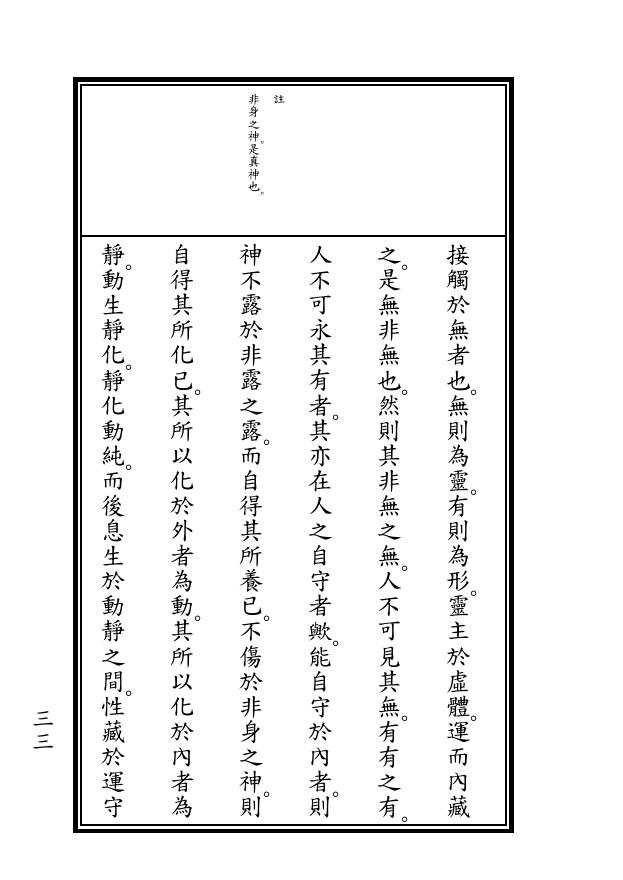 註
非身之神。是真神也。
接觸於無者也。無則為靈。有則為形。靈主於虛體。運而內藏
之。是無非無也。然則其非無之無。人不可見其無。有有之有。
人不可永其有者。其亦在人之自守者歟。能自守於內者。則
神不露於非露之露。而自得其所養已。不傷於非身之神。則
自得其所化已。其所以化於外者為動。其所以化於內者為
靜。動生靜化。靜化動純。而後息生於動靜之間。性藏於運守
三三